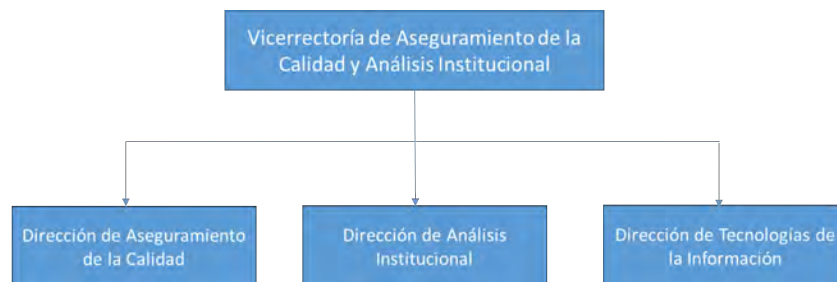 Vicerrectoría de Aseguramiento de la
Calidad y Análisis Institucional
Dirección de Aseguramiento
de la Calidad
Dirección de Análisis
Institucional
Dirección de Tecnologías de
la Información